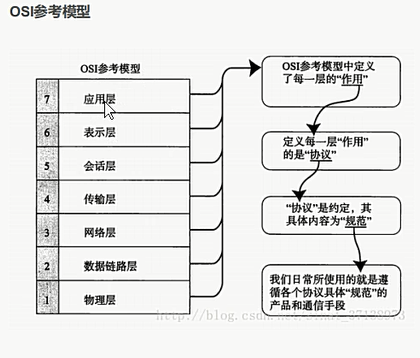 OSI参考模型
OSI参考模型
7 应用层
6 表示层
5 会话层
4 传输层
3 网络层
2 数据链路层
1 物理层
OSI参考模型中定义
了每一层的“作用”
定义每一层“作用”
的是“协议”
“协议”是约定，其
具体内容为“规范”
我们日常所使用的就是遵
循各个协议具体“规范”的
产品和通信手段
http://blog.csdn.net/